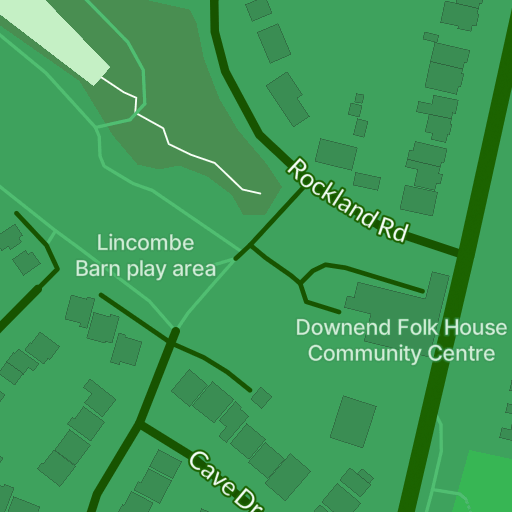 Rockland Rd
Lincombe
Barn play area
Downend Folk House
Community Centre
Cave Dr